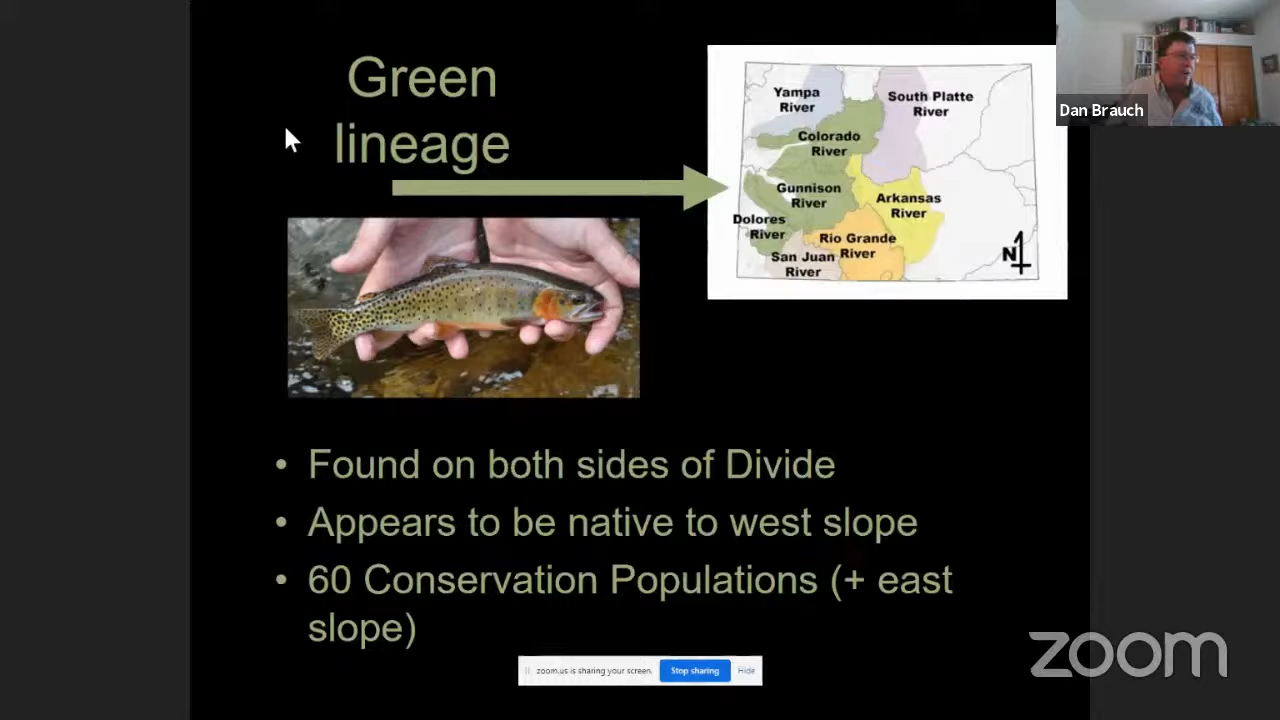 Green
lineage
Yampa
River
South Platte
River
Colorado
River
Gunnison
River
Arkansas
River
Dolores
River
Rio Grande
River
San Juan
River
N
Dan Brauch
• Found on both sides of Divide
• Appears to be native to west slope
• 60 Conservation Populations (+ east
slope)
zoom.us is sharing your screen.
Stop sharing
Hide
zoom